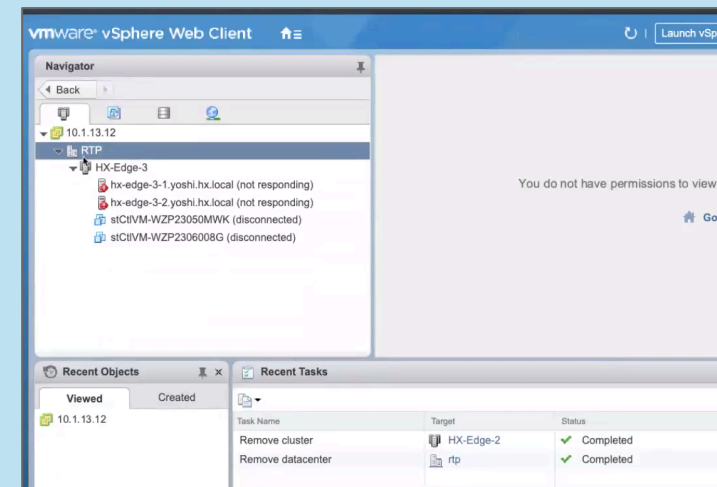 vmware® vSphere Web Client
Launch vSp
Navigator
Back
10.1.13.12
RTP
HX-Edge-3
hx-edge-3-1.yoshi.hx.local (not responding)
hx-edge-3-2.yoshi.hx.local (not responding)
stCtlVM-WZP23050MWK (disconnected)
stCtlVM-WZP2306008G (disconnected)
You do not have permissions to view
Go
Recent Objects
Viewed Created
10.1.13.12
Recent Tasks
Task Name Target Status
Remove cluster HX-Edge-2 Completed
Remove datacenter rtp Completed